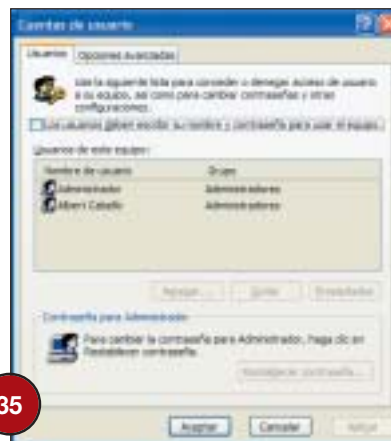 Cuentas de usuario
Usuarios
Opciones avanzadas
Use la siguiente lista para conceder o denegar acceso de usuario
a su equipo, así como para cambiar contraseñas y otras
configuraciones.
Los usuarios deben escribir su nombre y contraseña para usar el equipo.
Usuarios de este equipo:
Nombre de usuario Grupo
Administrador Administradores
Albert Cabello Administradores
Agregar... Quitar Propiedades
Contraseña para Administrador
Para cambiar la contraseña para Administrador, haga clic en
Restablecer contraseña.
Restablecer contraseña...
35
Aceptar Cancelar Aplicar